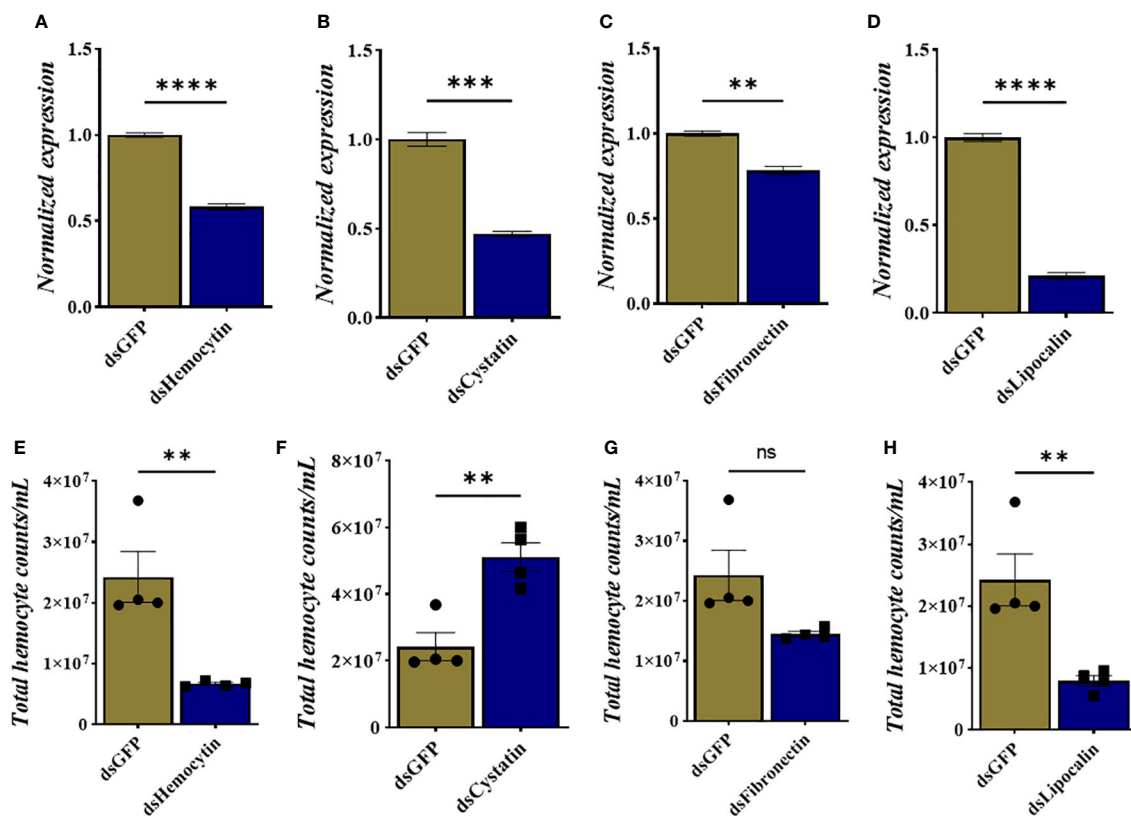 A
Normalized expression
1.5
1.0
0.5
0.0
****
dsGFP
dsHemocytin
B
Normalized expression
1.5
1.0
0.5
0.0
***
dsGFP
dsCystatin
C
Normalized expression
1.5
1.0
0.5
0.0
**
dsGFP
dsFibronectin
D
Normalized expression
1.5
1.0
0.5
0.0
****
dsGFP
dsLipocalin
E
Total hemocyte counts/mL
4×10⁷
3×10⁷
2×10⁷
1×10⁷
0
**
dsGFP
dsHemocytin
F
Total hemocyte counts/mL
8×10⁷
6×10⁷
4×10⁷
2×10⁷
0
**
dsGFP
dsCystatin
G
Total hemocyte counts/mL
4×10⁷
3×10⁷
2×10⁷
1×10⁷
0
ns
dsGFP
dsFibronectin
H
Total hemocyte counts/mL
4×10⁷
3×10⁷
2×10⁷
1×10⁷
0
**
dsGFP
dsLipocalin